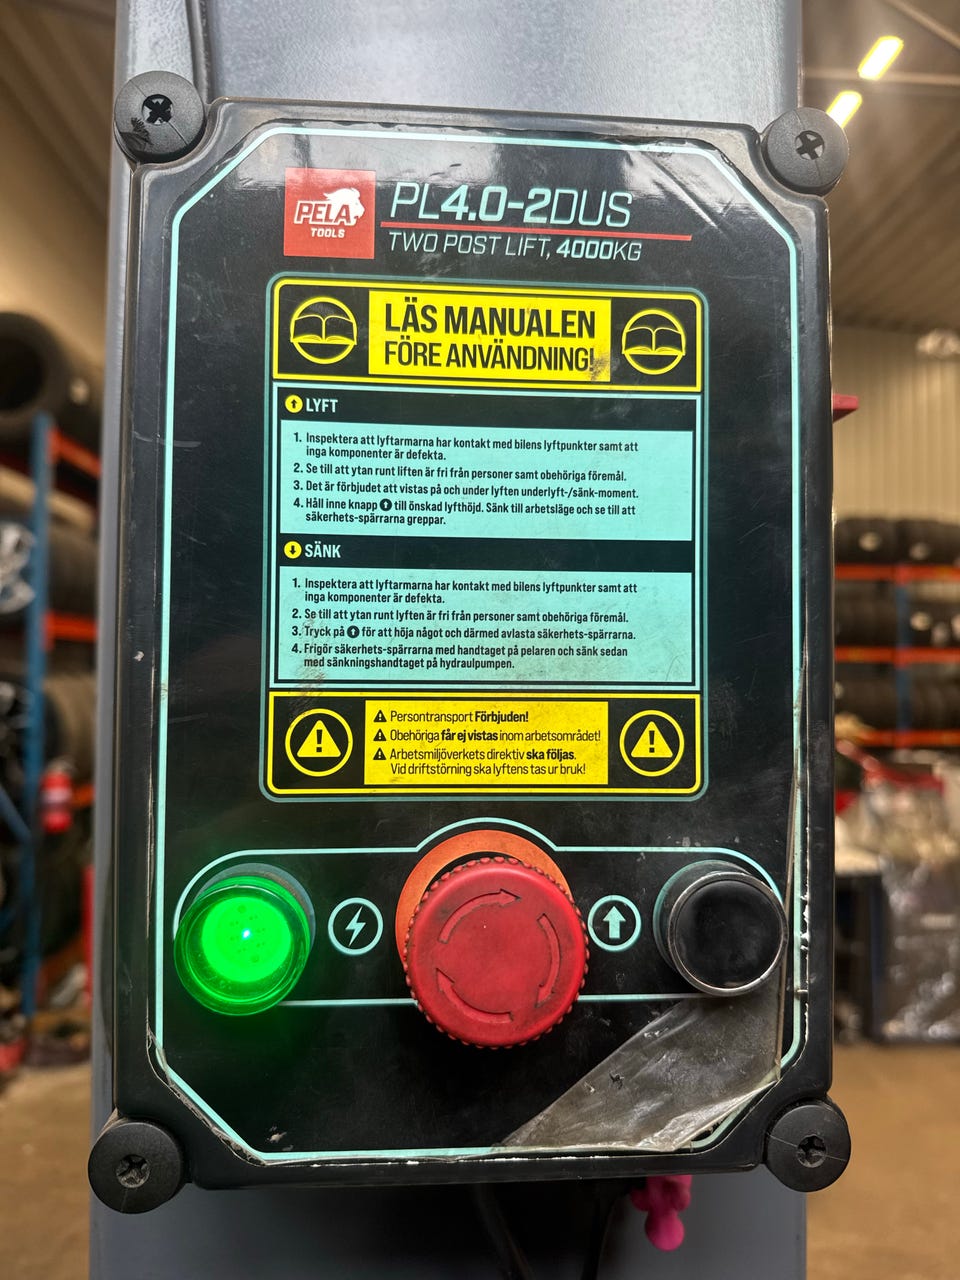 PELA
TOOLS
PL4.0-2DUS
TWO POST LIFT, 4000KG
LÄS MANUALEN
FÖRE ANVÄNDNING!
LYFT
1. Inspektera att lyftarmarna har kontakt med bilens lyftpunkter samt att
inga komponenter är defekta.
2. Se till att ytan runt liften är fri från personer samt obehöriga föremål.
3. Det är förbjudet att vistas på och under lyften underlyft-/sänk-moment.
4. Håll inne knapp till önskad lyfthöjd. Sänk till arbetsläge och se till att
säkerhets-spärrarna greppar.
SÄNK
1. Inspektera att lyftarmarna har kontakt med bilens lyftpunkter samt att
inga komponenter är defekta.
2. Se till att ytan runt lyften är fri från personer samt obehöriga föremål.
3. Tryck på för att höja något och därmed avlasta säkerhets-spärrarna.
4. Frigör säkerhets-spärrarna med handtaget på pelaren och sänk sedan
med sänkningshandtaget på hydraulpumpen.
Persontransport Förbjuden!
Obehöriga får ej vistas inom arbetsområdet!
Arbetsmiljöverkets direktiv ska följas.
Vid driftstörning ska lyftens tas ur bruk!